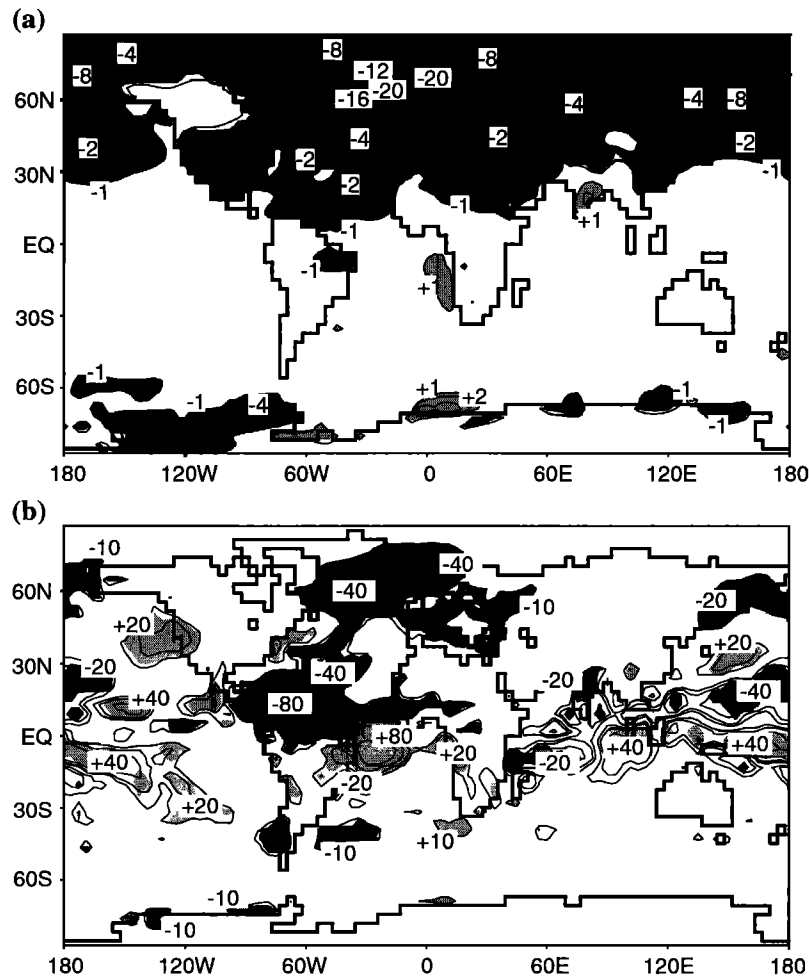 (a)
-4 -8 -8
-8 -12 -20
60N -16 -20 -4 -4 -8
-2 -4 -2 -2
30N -2 -1
-1 -2 -1 +1
-1
EQ
-1 +1
30S
60S -1 +1 +2 -1
-1 -4 -1
180 120W 60W 0 60E 120E 180
(b)
-10 -40
60N -40 -10 -20
+20 +20
30N -20 -40 -20
+40 -80 -40
EQ +80
+40 +20 -20 +40 +40
-20
30S +20
-10 +10
60S
-10
-10
180 120W 60W 0 60E 120E 180